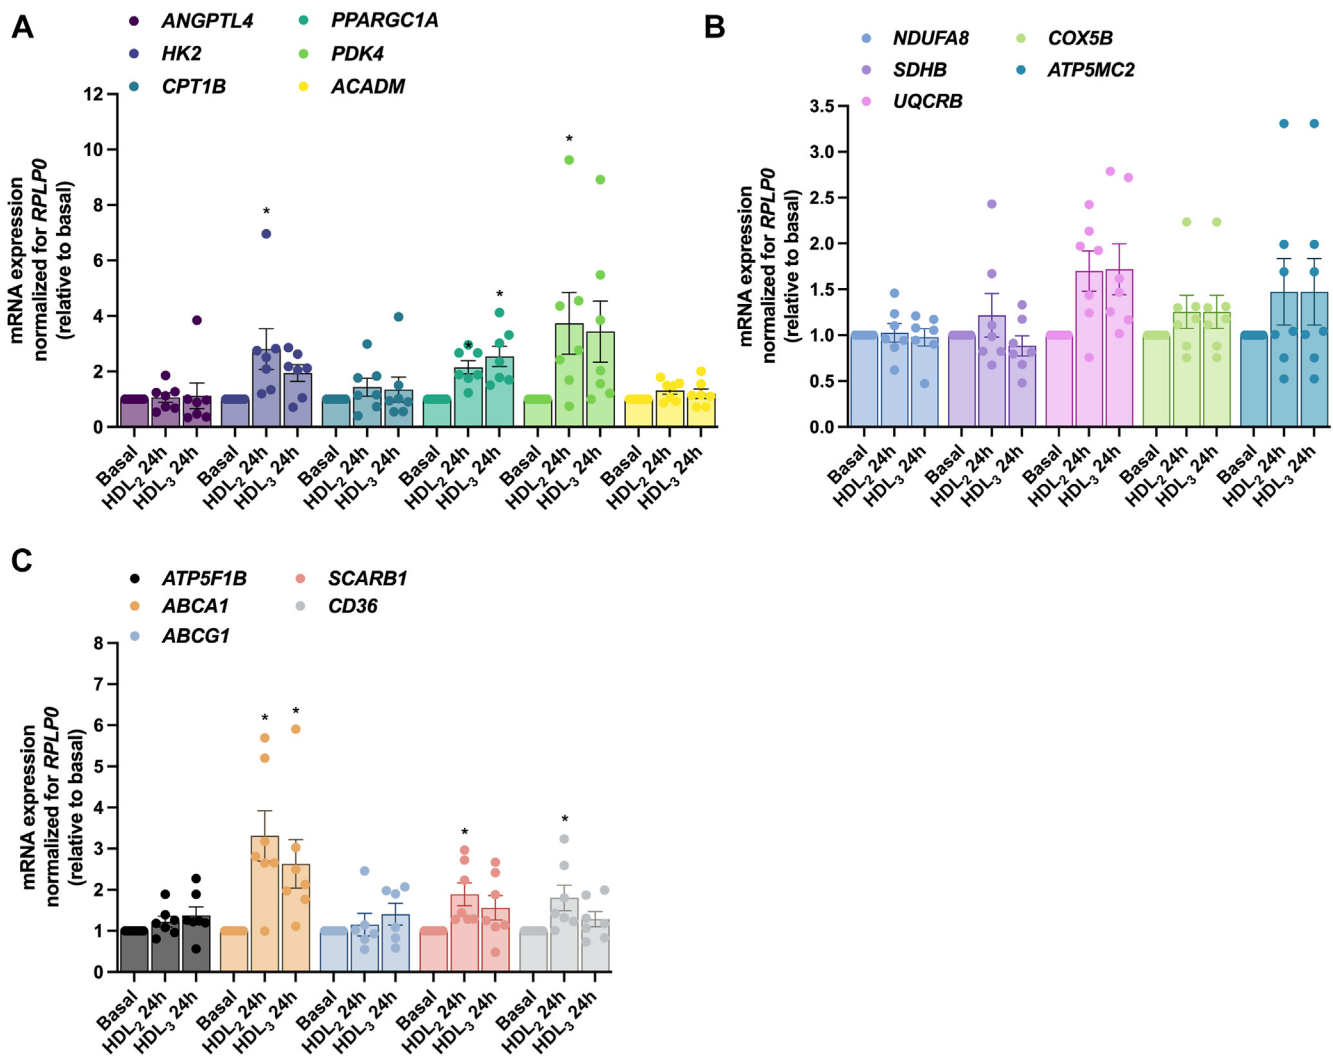 A
ANGPTL4
HK2
CPT1B
PPARGC1A
PDK4
ACADM
mRNA expression
normalized for RPLP0
(relative to basal)
12
10
8
6
4
2
0
* * * * *
Basal HDL2 24h HDL3 24h Basal HDL2 24h HDL3 24h Basal HDL2 24h HDL3 24h Basal HDL2 24h HDL3 24h Basal HDL2 24h HDL3 24h Basal HDL2 24h HDL3 24h
B
NDUFA8
SDHB
UQCRB
COX5B
ATP5MC2
mRNA expression
normalized for RPLP0
(relative to basal)
3.5
3.0
2.5
2.0
1.5
1.0
0.5
0.0
Basal HDL2 24h HDL3 24h Basal HDL2 24h HDL3 24h Basal HDL2 24h HDL3 24h Basal HDL2 24h HDL3 24h Basal HDL2 24h HDL3 24h
C
ATP5F1B
ABCA1
ABCG1
SCARB1
CD36
mRNA expression
normalized for RPLP0
(relative to basal)
8
7
6
5
4
3
2
1
0
* * * *
Basal HDL2 24h HDL3 24h Basal HDL2 24h HDL3 24h Basal HDL2 24h HDL3 24h Basal HDL2 24h HDL3 24h Basal HDL2 24h HDL3 24h